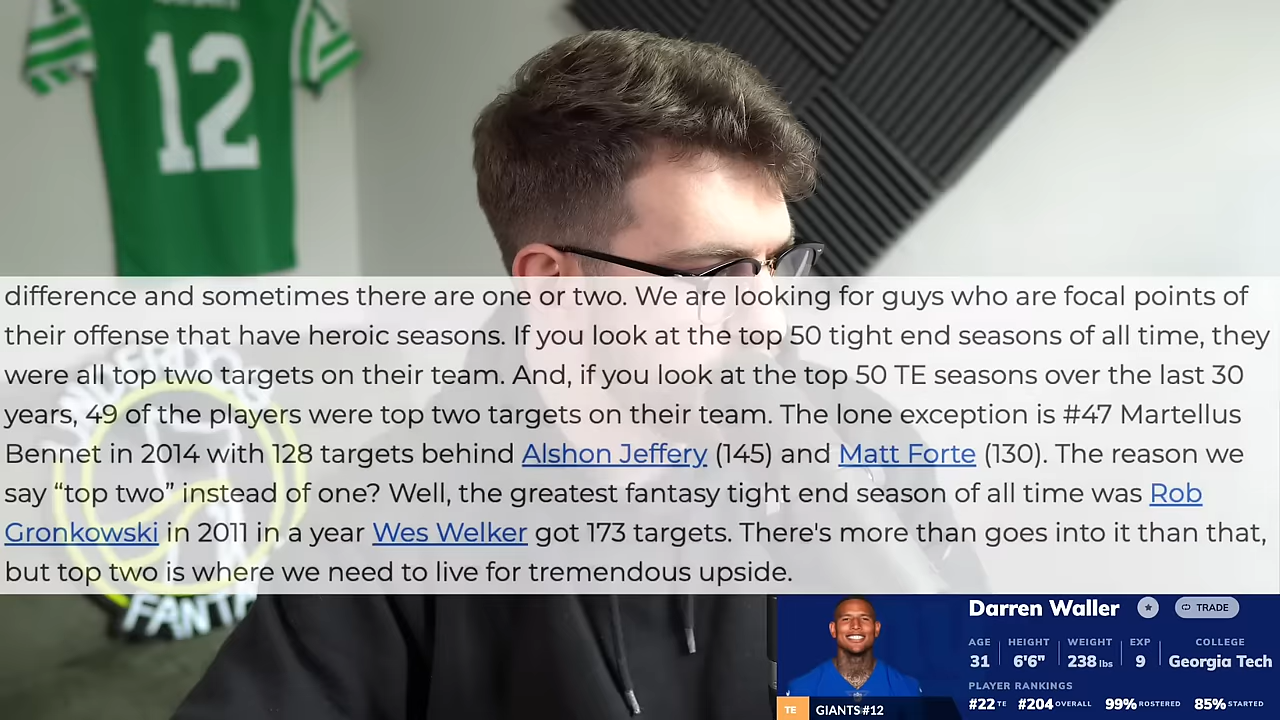 12
difference and sometimes there are one or two. We are looking for guys who are focal points of
their offense that have heroic seasons. If you look at the top 50 tight end seasons of all time, they
were all top two targets on their team. And, if you look at the top 50 TE seasons over the last 30
years, 49 of the players were top two targets on their team. The lone exception is #47 Martellus
Bennet in 2014 with 128 targets behind Alshon Jeffery (145) and Matt Forte (130). The reason we
say “top two” instead of one? Well, the greatest fantasy tight end season of all time was Rob
Gronkowski in 2011 in a year Wes Welker got 173 targets. There's more than goes into it than that,
but top two is where we need to live for tremendous upside.
Darren Waller TRADE
AGE HEIGHT WEIGHT EXP COLLEGE
31 6'6" 238 lbs 9 Georgia Tech
PLAYER RANKINGS
#22 TE #204 OVERALL 99% ROSTERED 85% STARTED
TE GIANTS #12